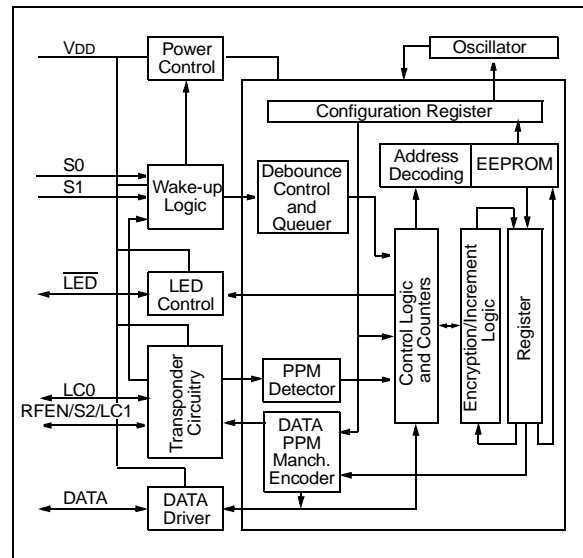 VDD
Power
Control
Oscillator
Configuration Register
S0
S1
Wake-up
Logic
Debounce
Control
and
Queuer
Address
Decoding
EEPROM
LED
LED
Control
Control Logic
and Counters
Encryption/Increment
Logic
Register
LC0
RFEN/S2/LC1
Transponder
Circuitry
PPM
Detector
DATA
PPM
Manch.
Encoder
DATA
DATA
Driver